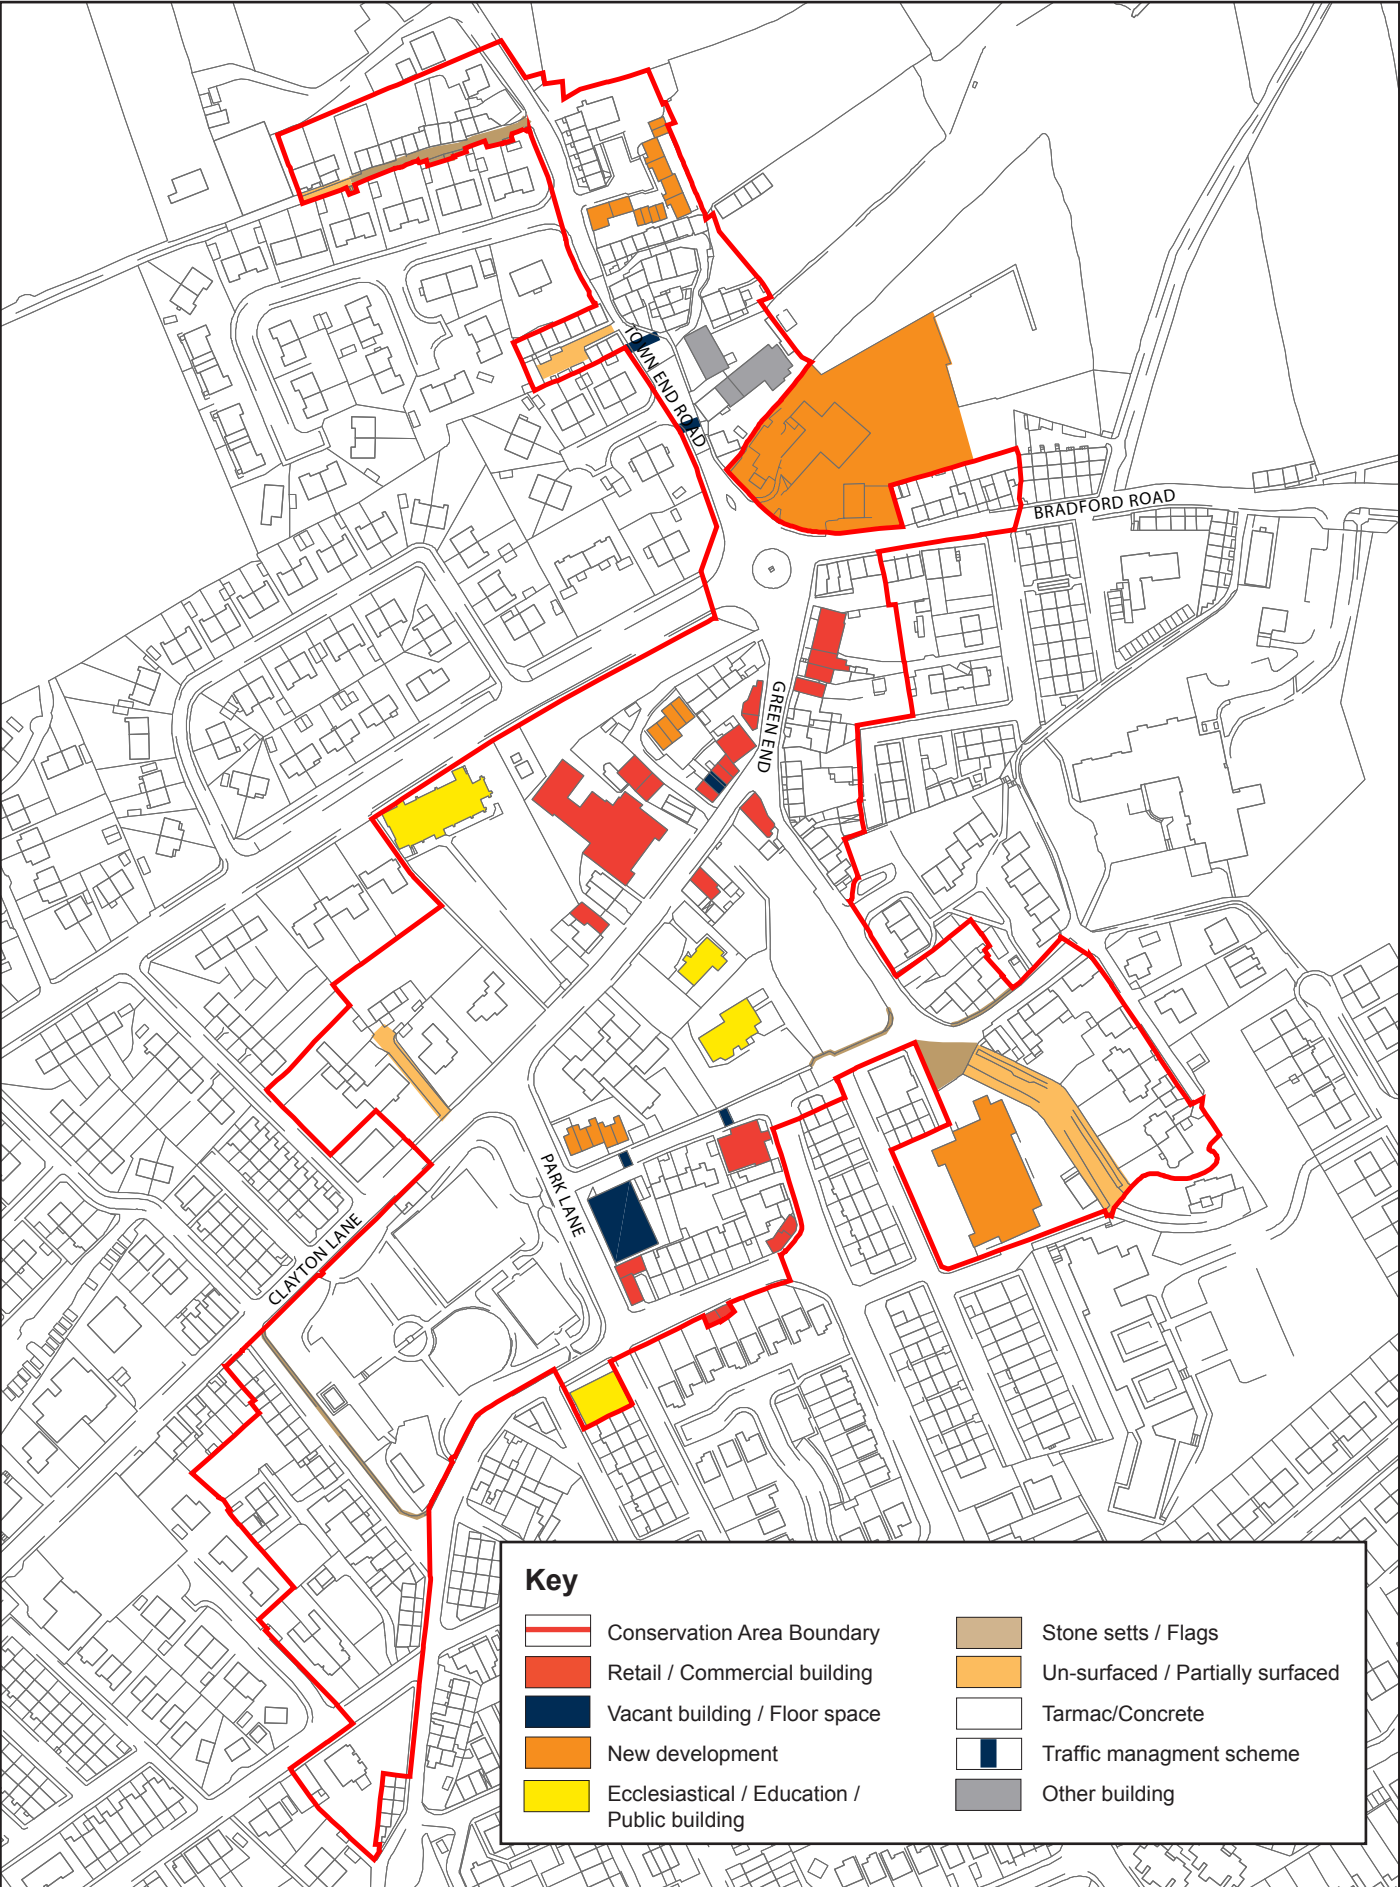 TOWN END ROAD
BRADFORD ROAD
GREEN END
PARK LANE
CLAYTON LANE
Key
Conservation Area Boundary
Retail / Commercial building
Vacant building / Floor space
New development
Ecclesiastical / Education /
Public building
Stone setts / Flags
Un-surfaced / Partially surfaced
Tarmac/Concrete
Traffic managment scheme
Other building